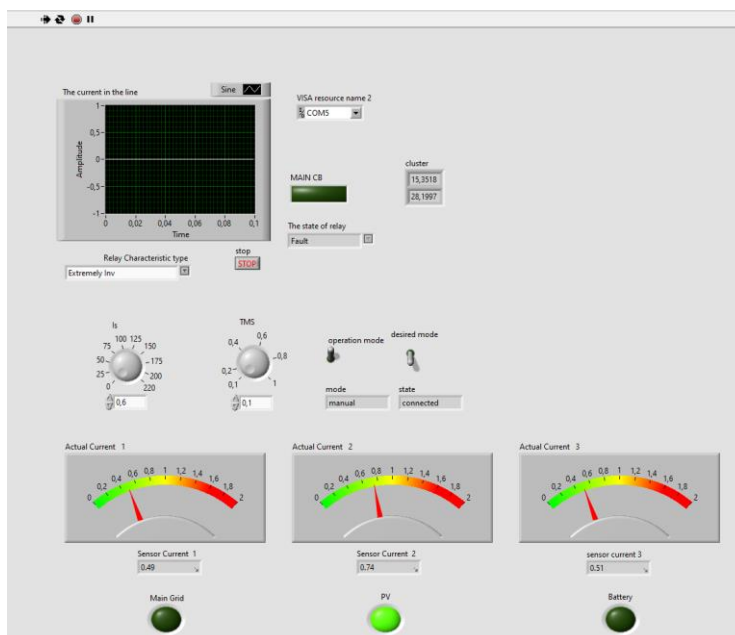 The current in the line
Sine
1
0,5
0
-0,5
-1
Amplitude
0 0,02 0,04 0,06 0,08 0,1
Time
VISA resource name 2
COM5
MAIN CB
cluster
15,3518
28,1997
The state of relay
Fault
Relay Characteristic type
Extremely Inv
stop
STOP
Is
0 25 50 75 100 125 150 175 200 220
0,6
TMS
0,1 0,2 0,4 0,6 0,8 1
0,1
operation mode
desired mode
mode
manual
state
connected
Actual Current 1
0 0,2 0,4 0,6 0,8 1 1,2 1,4 1,6 1,8 2
Sensor Current 1
0.49
Main Grid
Actual Current 2
0 0,2 0,4 0,6 0,8 1 1,2 1,4 1,6 1,8 2
Sensor Current 2
0.74
PV
Actual Current 3
0 0,2 0,4 0,6 0,8 1 1,2 1,4 1,6 1,8 2
sensor current 3
0.51
Battery